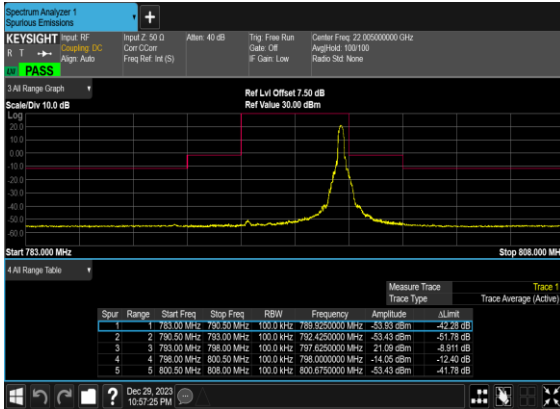 Spectrum Analyzer 1
Spurious Emissions
KEYSIGHT
R T
PASS
Input: RF
Coupling: DC
Align: Auto
Input Z: 50 Ω
Corr CCorr
Freq Ref: Int (S)
Atten: 40 dB
Trig: Free Run
Gate: Off
IF Gain: Low
Center Freq: 22.005000000 GHz
Avg|Hold: 100/100
Radio Std: None
3 All Range Graph
Scale/Div 10.0 dB
Ref Lvl Offset 7.50 dB
Ref Value 30.00 dBm
Log
20.0
10.0
0.00
-10.0
-20.0
-30.0
-40.0
-50.0
-60.0
Start 783.000 MHz
Stop 808.000 MHz
4 All Range Table
Measure Trace Trace 1
Trace Type Trace Average (Active)
Spur Range Start Freq Stop Freq RBW Frequency Amplitude ΔLimit
1 1 783.00 MHz 790.50 MHz 100.0 kHz 789.9250000 MHz -53.93 dBm -42.28 dB
2 2 790.50 MHz 793.00 MHz 100.0 kHz 792.4250000 MHz -53.43 dBm -51.78 dB
3 3 793.00 MHz 798.00 MHz 100.0 kHz 797.6250000 MHz 21.09 dBm -8.911 dB
4 4 798.00 MHz 800.50 MHz 100.0 kHz 798.0000000 MHz -14.05 dBm -12.40 dB
5 5 800.50 MHz 808.00 MHz 100.0 kHz 800.6750000 MHz -53.43 dBm -41.78 dB
Dec 29, 2023
10:57:25 PM